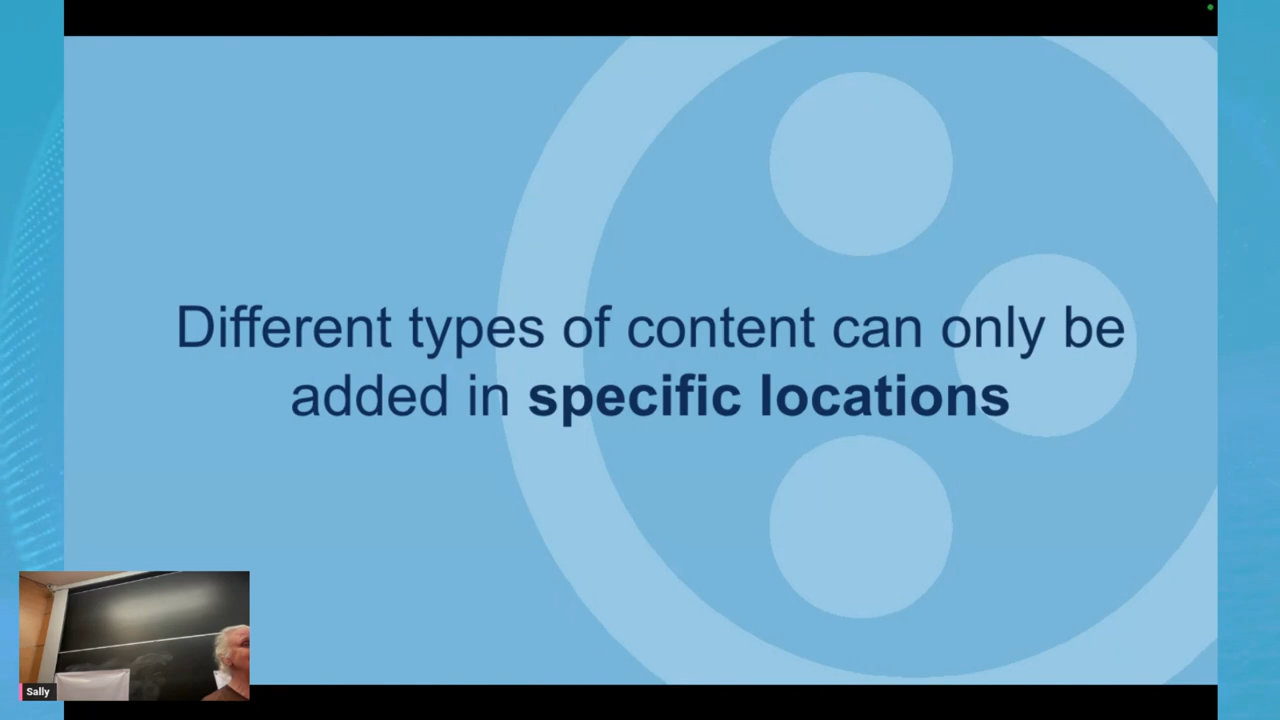 Different types of content can only be
added in specific locations
Sally